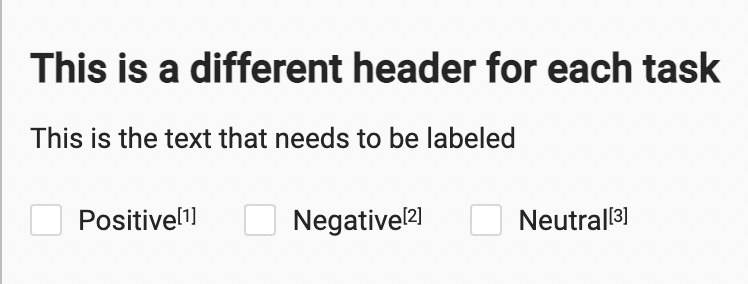 This is a different header for each task
This is the text that needs to be labeled
Positive[1] Negative[2] Neutral[3]